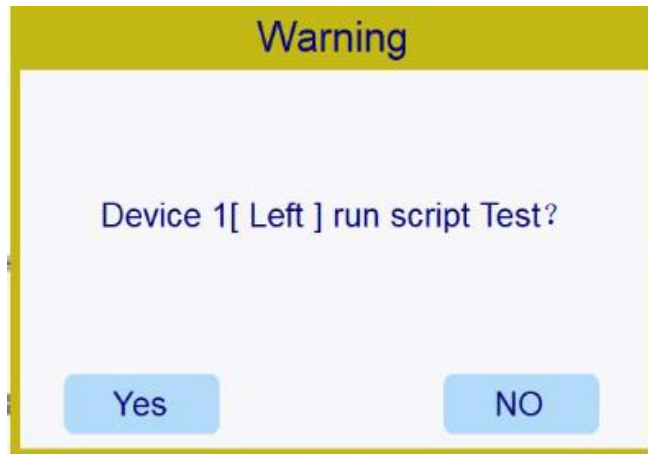 Warning
Device 1[ Left ] run script Test？
Yes
NO